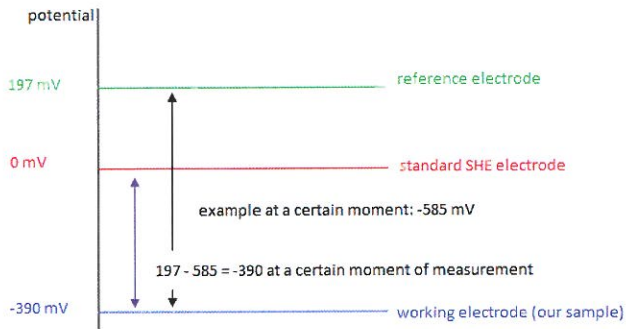 potential
197 mV
reference electrode
0 mV
standard SHE electrode
example at a certain moment: -585 mV
197 - 585 = -390 at a certain moment of measurement
-390 mV
working electrode (our sample)